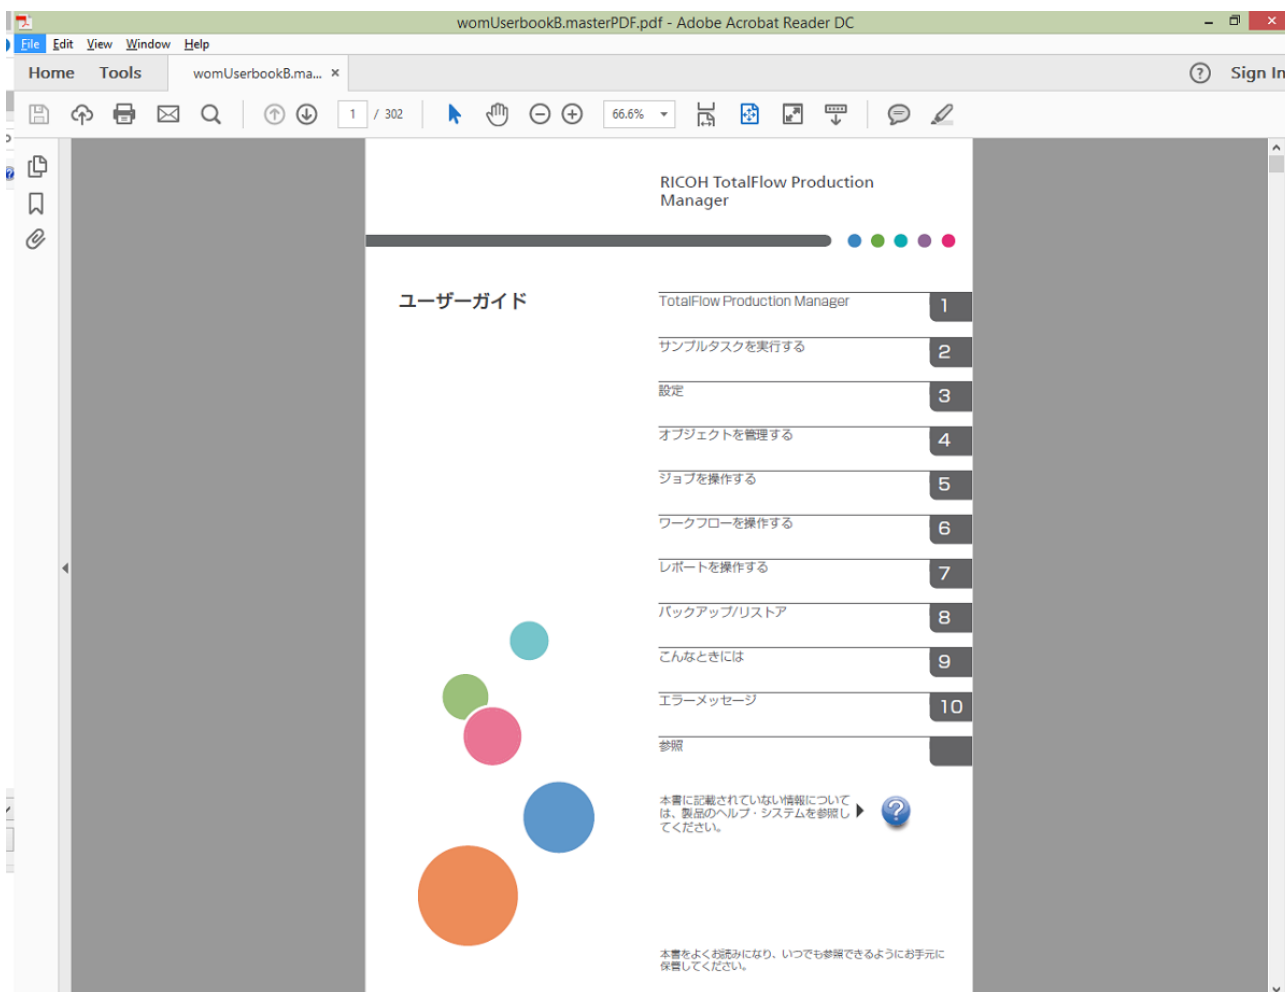 womUserbookB.masterPDF.pdf - Adobe Acrobat Reader DC
File Edit View Window Help
Home Tools womUserbookB.ma... × ? Sign In
1 / 302 66.6%
RICOH TotalFlow Production
Manager
ユーザーガイド
TotalFlow Production Manager 1
サンプルタスクを実行する 2
設定 3
オブジェクトを管理する 4
ジョブを操作する 5
ワークフローを操作する 6
レポートを操作する 7
バックアップ/リストア 8
こんなときには 9
エラーメッセージ 10
参照
本書に記載されていない情報について
は、製品のヘルプ・システムを参照し
てください。
?
本書をよくお読みになり、いつでも参照できるようにお手元に
保管してください。